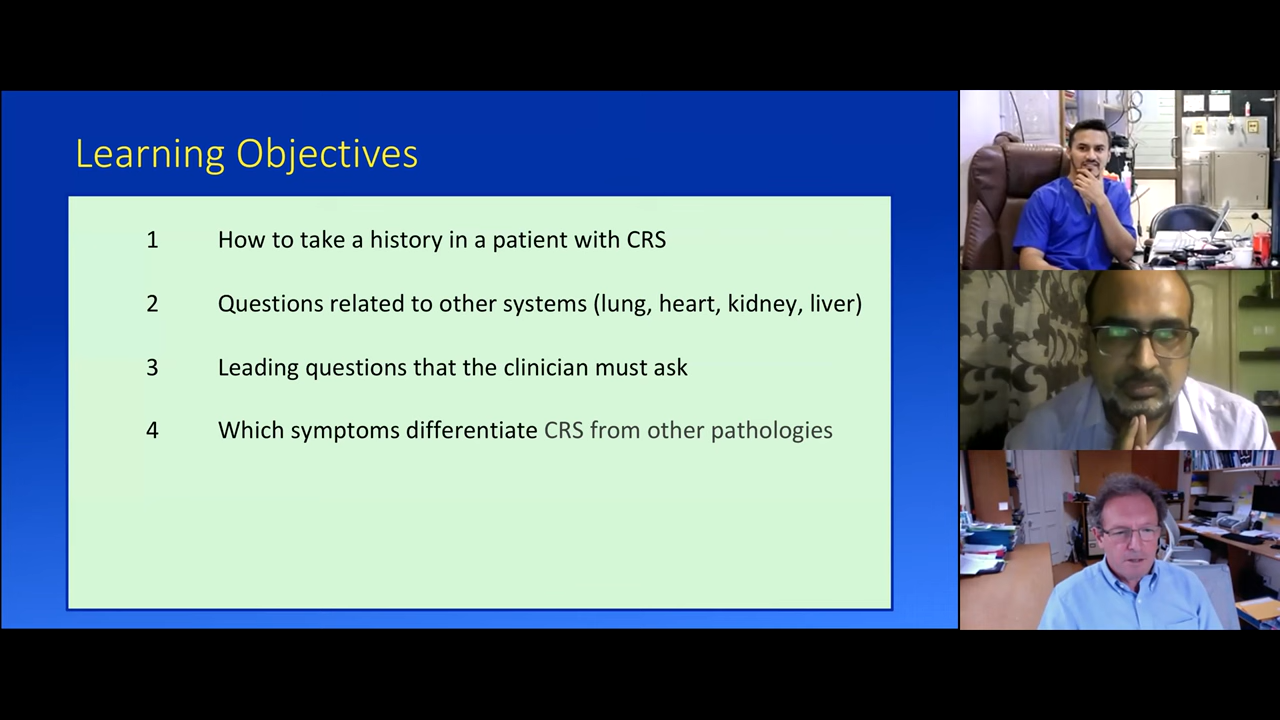 Learning Objectives
1 How to take a history in a patient with CRS
2 Questions related to other systems (lung, heart, kidney, liver)
3 Leading questions that the clinician must ask
4 Which symptoms differentiate CRS from other pathologies